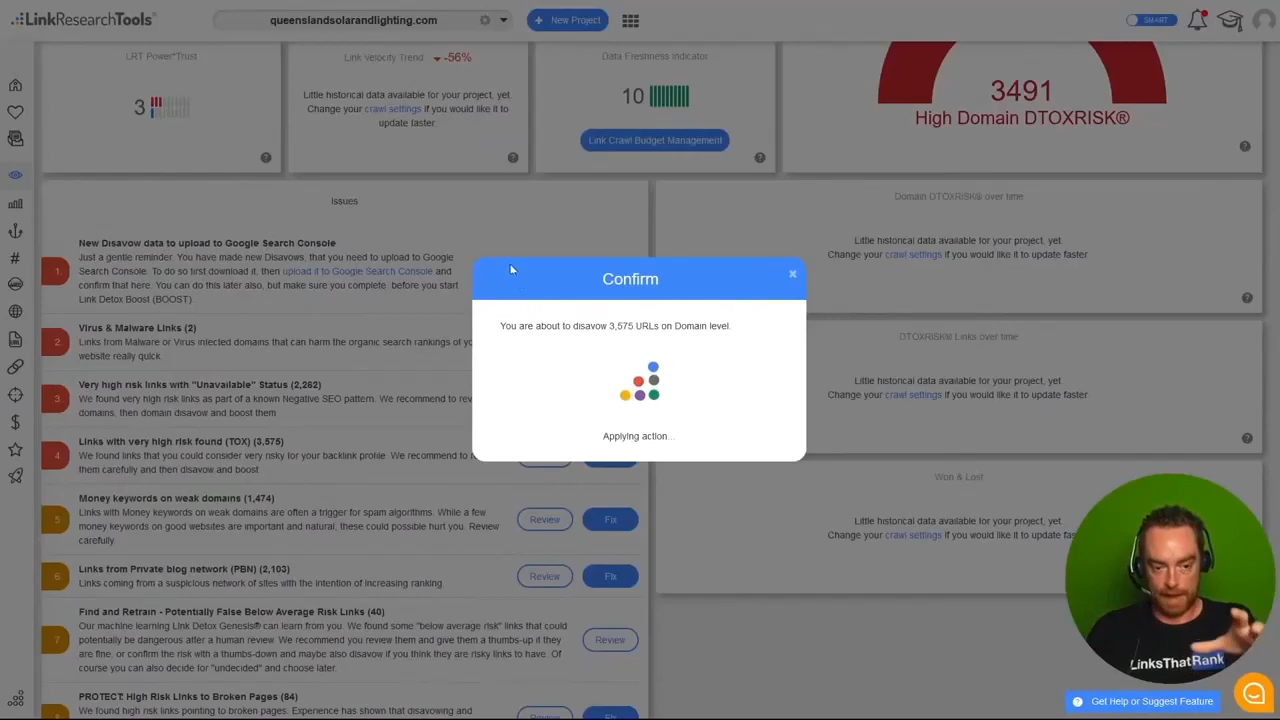 LinkResearchTools
queenslandsolarandlighting.com
New Project
SMART
LRT Power*Trust
3
Link Velocity Trend -56%
Little historical data available for your project, yet.
Change your crawl settings if you would like it to
update faster.
Data Freshness Indicator
10
Link Crawl Budget Management
3491
High Domain DTOXRISK®
Issues
1. New Disavow data to upload to Google Search Console
Just a gentle reminder. You have made new Disavows, that you need to upload to Google
Search Console. To do so first download it, then upload it to Google Search Console and
confirm that here. You can do this later also, but make sure you complete before you start
Link Detox Boost (BOOST).
2. Virus & Malware Links (2)
Links from Malware or Virus injected domains that can harm the organic search rankings of
website really quick.
3. Very high risk links with "Unavailable" Status (2,262)
We found very high risk links as part of a known Negative SEO pattern. We recommend to
domains, then domain disavow and boost them
4 Links with very high risk found (TOX) (3,575)
We found links that you could consider very risky for your backlink profile. We recommend to
them carefully and then disavow and boost.
5 Money keywords on weak domains (1,474)
Links with Money keywords on weak domains are often a trigger for spam algorithms. While a few
money keywords on good websites are important and natural, these could possible hurt you. Review
carefully.
Review
Fix
6 Links from Private blog network (PBN) (2,103)
Links coming from a suspicious network of sites with the intention of increasing ranking.
Review
Fix
7 Find and Retrain - Potentially False Below Average Risk Links (40)
Our machine learning Link Detox Genesis® can learn from you. We found some "below average risk" links that could
potentially be dangerous after a human review. We recommend you review them and give them a thumbs-up if they
are fine, or confirm the risk with a thumbs-down and maybe also disavow if you think they are risky links to have. Of
course you can also decide for "undecided" and choose later.
Review
PROTECT: High Risk Links to Broken Pages (84)
We found high risk links pointing to broken pages. Experience has shown that disavowing and
Review
Fix
Confirm
You are about to disavow 3,575 URLs on Domain level.
Applying action...
Domain DTOXRISK® over time
Little historical data available for your project, yet.
Change your crawl settings if you would like it to update faster.
DTOXRISK® Links over time
Little historical data available for your project, yet.
Change your crawl settings if you would like it to update faster.
Won & Lost
Little historical data available for your project, yet.
Change your crawl settings if you would like it to update
LinksThatRank
Get Help or Suggest Feature